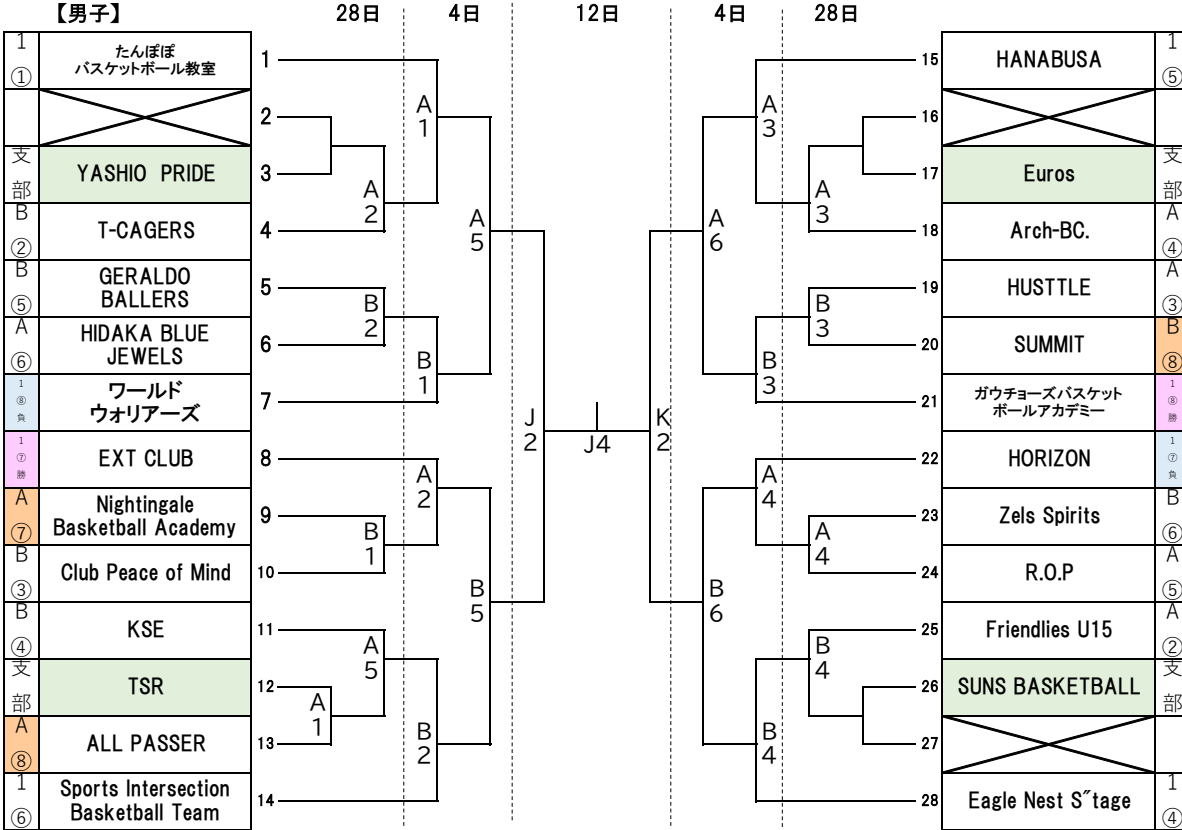 【男子】 28日 4日 12日 4日 28日
1
①
たんぽぽ
バスケットボール教室
1
2
支
部
YASHIO PRIDE
3
B
②
T-CAGERS
4
B
⑤
GERALDO
BALLERS
5
A
⑥
HIDAKA BLUE
JEWELS
6
1
⑧
負
ワールド
ウォリアーズ
7
1
⑦
勝
EXT CLUB
8
A
⑦
Nightingale
Basketball Academy
9
B
③
Club Peace of Mind
10
B
④
KSE
11
支
部
TSR
12
A
⑧
ALL PASSER
13
1
⑥
Sports Intersection
Basketball Team
14
A
2
B
2
B
1
A
5
A
1
A
1
B
1
A
2
B
2
A
5
B
5
J
2
J4
K
2
A
6
B
6
A
3
B
3
A
4
B
4
A
3
B
3
A
4
B
4
15
HANABUSA
1
⑤
16
17
Euros
支
部
18
Arch-BC.
A
④
19
HUSTTLE
A
③
20
SUMMIT
B
⑧
21
ガウチョーズバスケット
ボールアカデミー
1
⑧
勝
22
HORIZON
1
⑦
負
23
Zels Spirits
B
⑥
24
R.O.P
A
⑤
25
Friendlies U15
A
②
26
SUNS BASKETBALL
支
部
27
28
Eagle Nest S˝tage
1
④